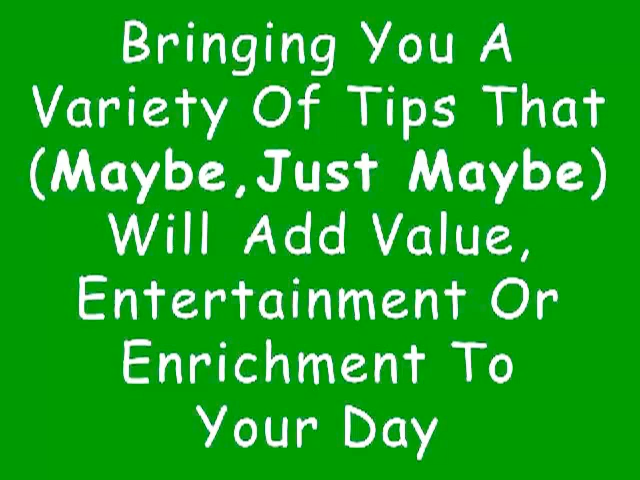 Bringing You A
Variety Of Tips That
(Maybe,Just Maybe)
Will Add Value,
Entertainment Or
Enrichment To
Your Day